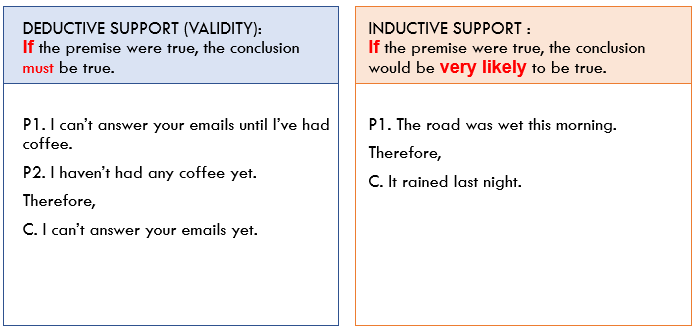 DEDUCTIVE SUPPORT (VALIDITY):
If the premise were true, the conclusion
must be true.
P1. I can't answer your emails until I've had
coffee.
P2. I haven't had any coffee yet.
Therefore,
C. I can't answer your emails yet.
INDUCTIVE SUPPORT :
If the premise were true, the conclusion
would be very likely to be true.
P1. The road was wet this morning.
Therefore,
C. It rained last night.